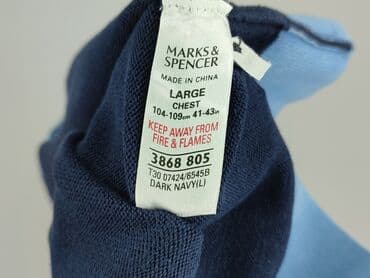 MARKS &
SPENCER
MADE IN CHINA
LARGE
CHEST
104-109cm 41-43in
KEEP AWAY FROM
FIRE & FLAMES
3868 805
T30 07424/6545B
DARK NAVY(L)